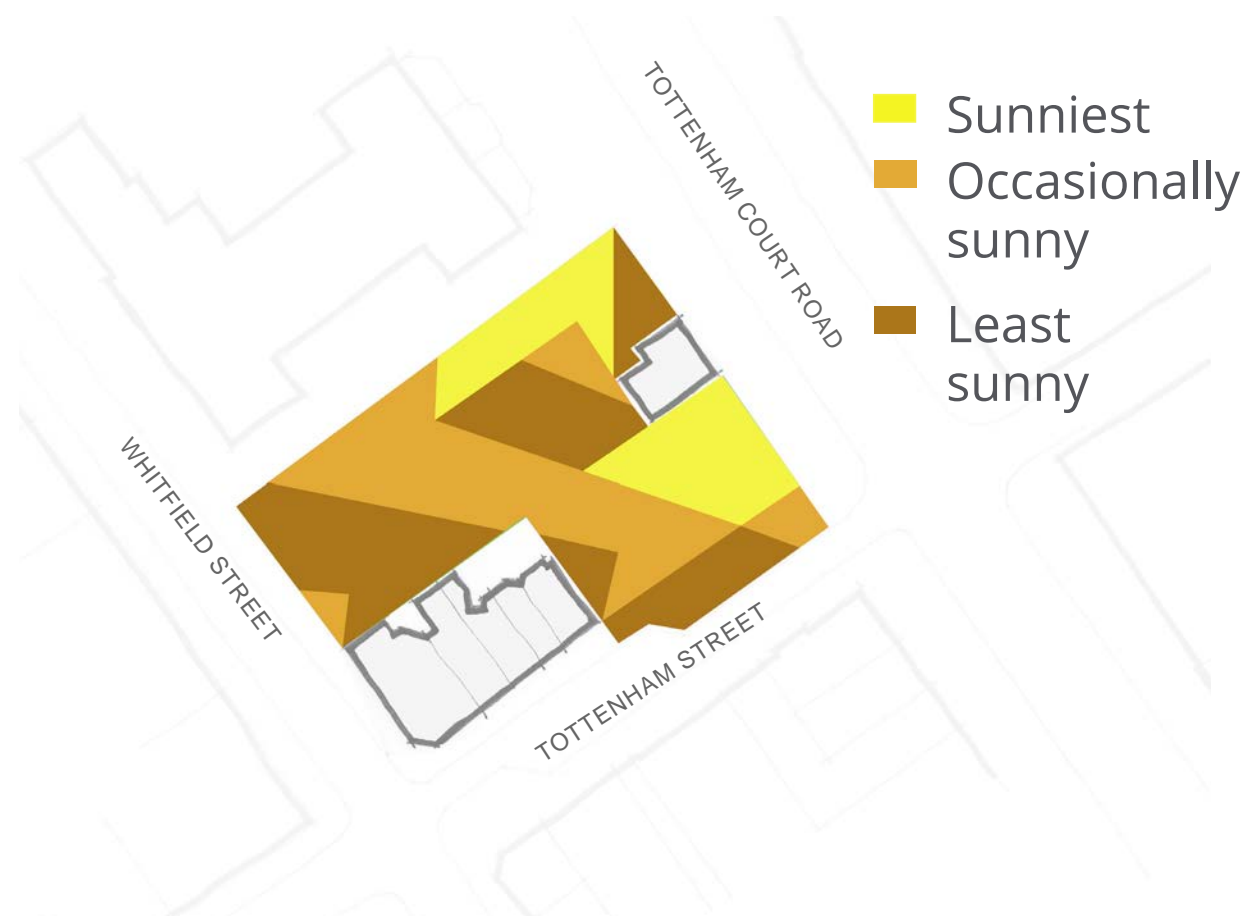 TOTTENHAM COURT ROAD
Sunniest
Occasionally
sunny
Least
sunny
WHITFIELD STREET
TOTTENHAM STREET